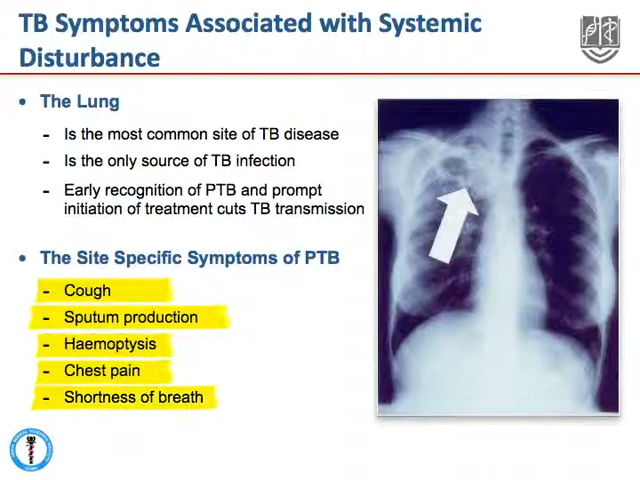 TB Symptoms Associated with Systemic
Disturbance
• The Lung
- Is the most common site of TB disease
- Is the only source of TB infection
- Early recognition of PTB and prompt
initiation of treatment cuts TB transmission
• The Site Specific Symptoms of PTB
- Cough
- Sputum production
- Haemoptysis
- Chest pain
- Shortness of breath